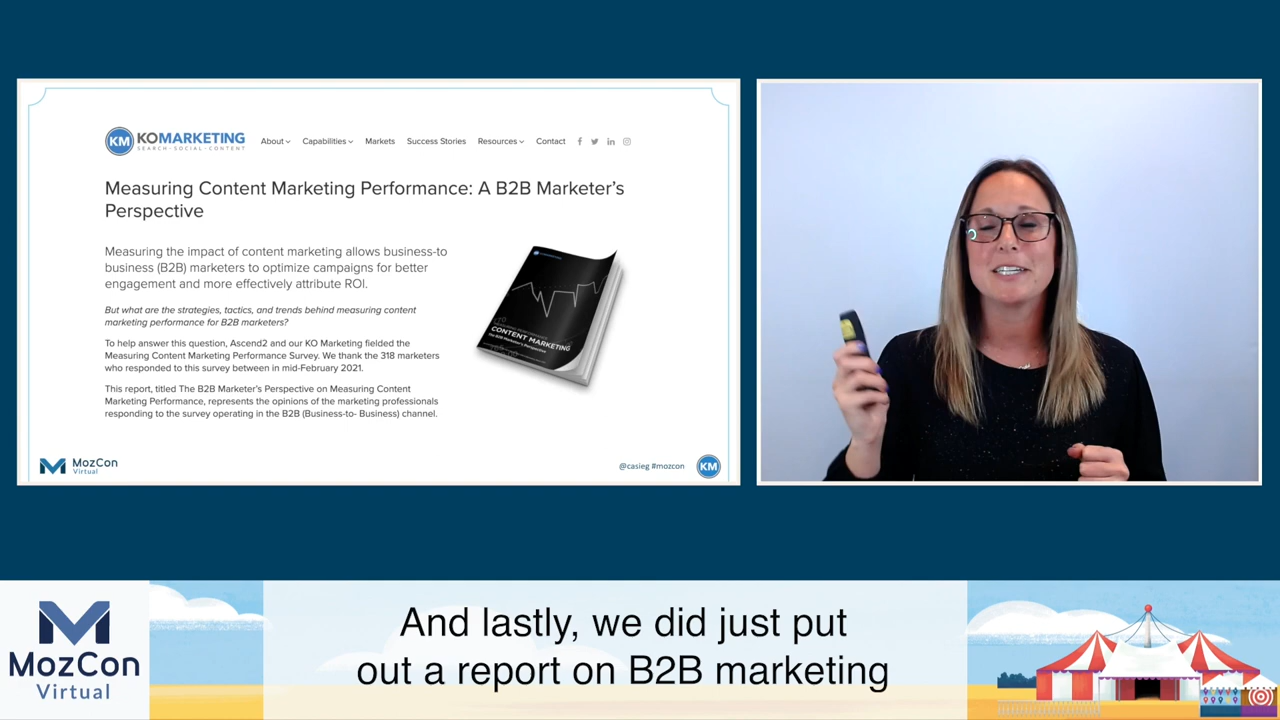 KM KOMARKETING
SEARCH • SOCIAL • CONTENT
About Capabilities Markets Success Stories Resources Contact
Measuring Content Marketing Performance: A B2B Marketer’s
Perspective
Measuring the impact of content marketing allows business-to
business (B2B) marketers to optimize campaigns for better
engagement and more effectively attribute ROI.
But what are the strategies, tactics, and trends behind measuring content
marketing performance for B2B marketers?
To help answer this question, Ascend2 and our KO Marketing fielded the
Measuring Content Marketing Performance Survey. We thank the 318 marketers
who responded to this survey between in mid-February 2021.
This report, titled The B2B Marketer’s Perspective on Measuring Content
Marketing Performance, represents the opinions of the marketing professionals
responding to the survey operating in the B2B (Business-to- Business) channel.
CONTENT MARKETING
The B2B Marketer's Perspective
MozCon
Virtual
@casieg #mozcon
KM
And lastly, we did just put
out a report on B2B marketing
MozCon
Virtual